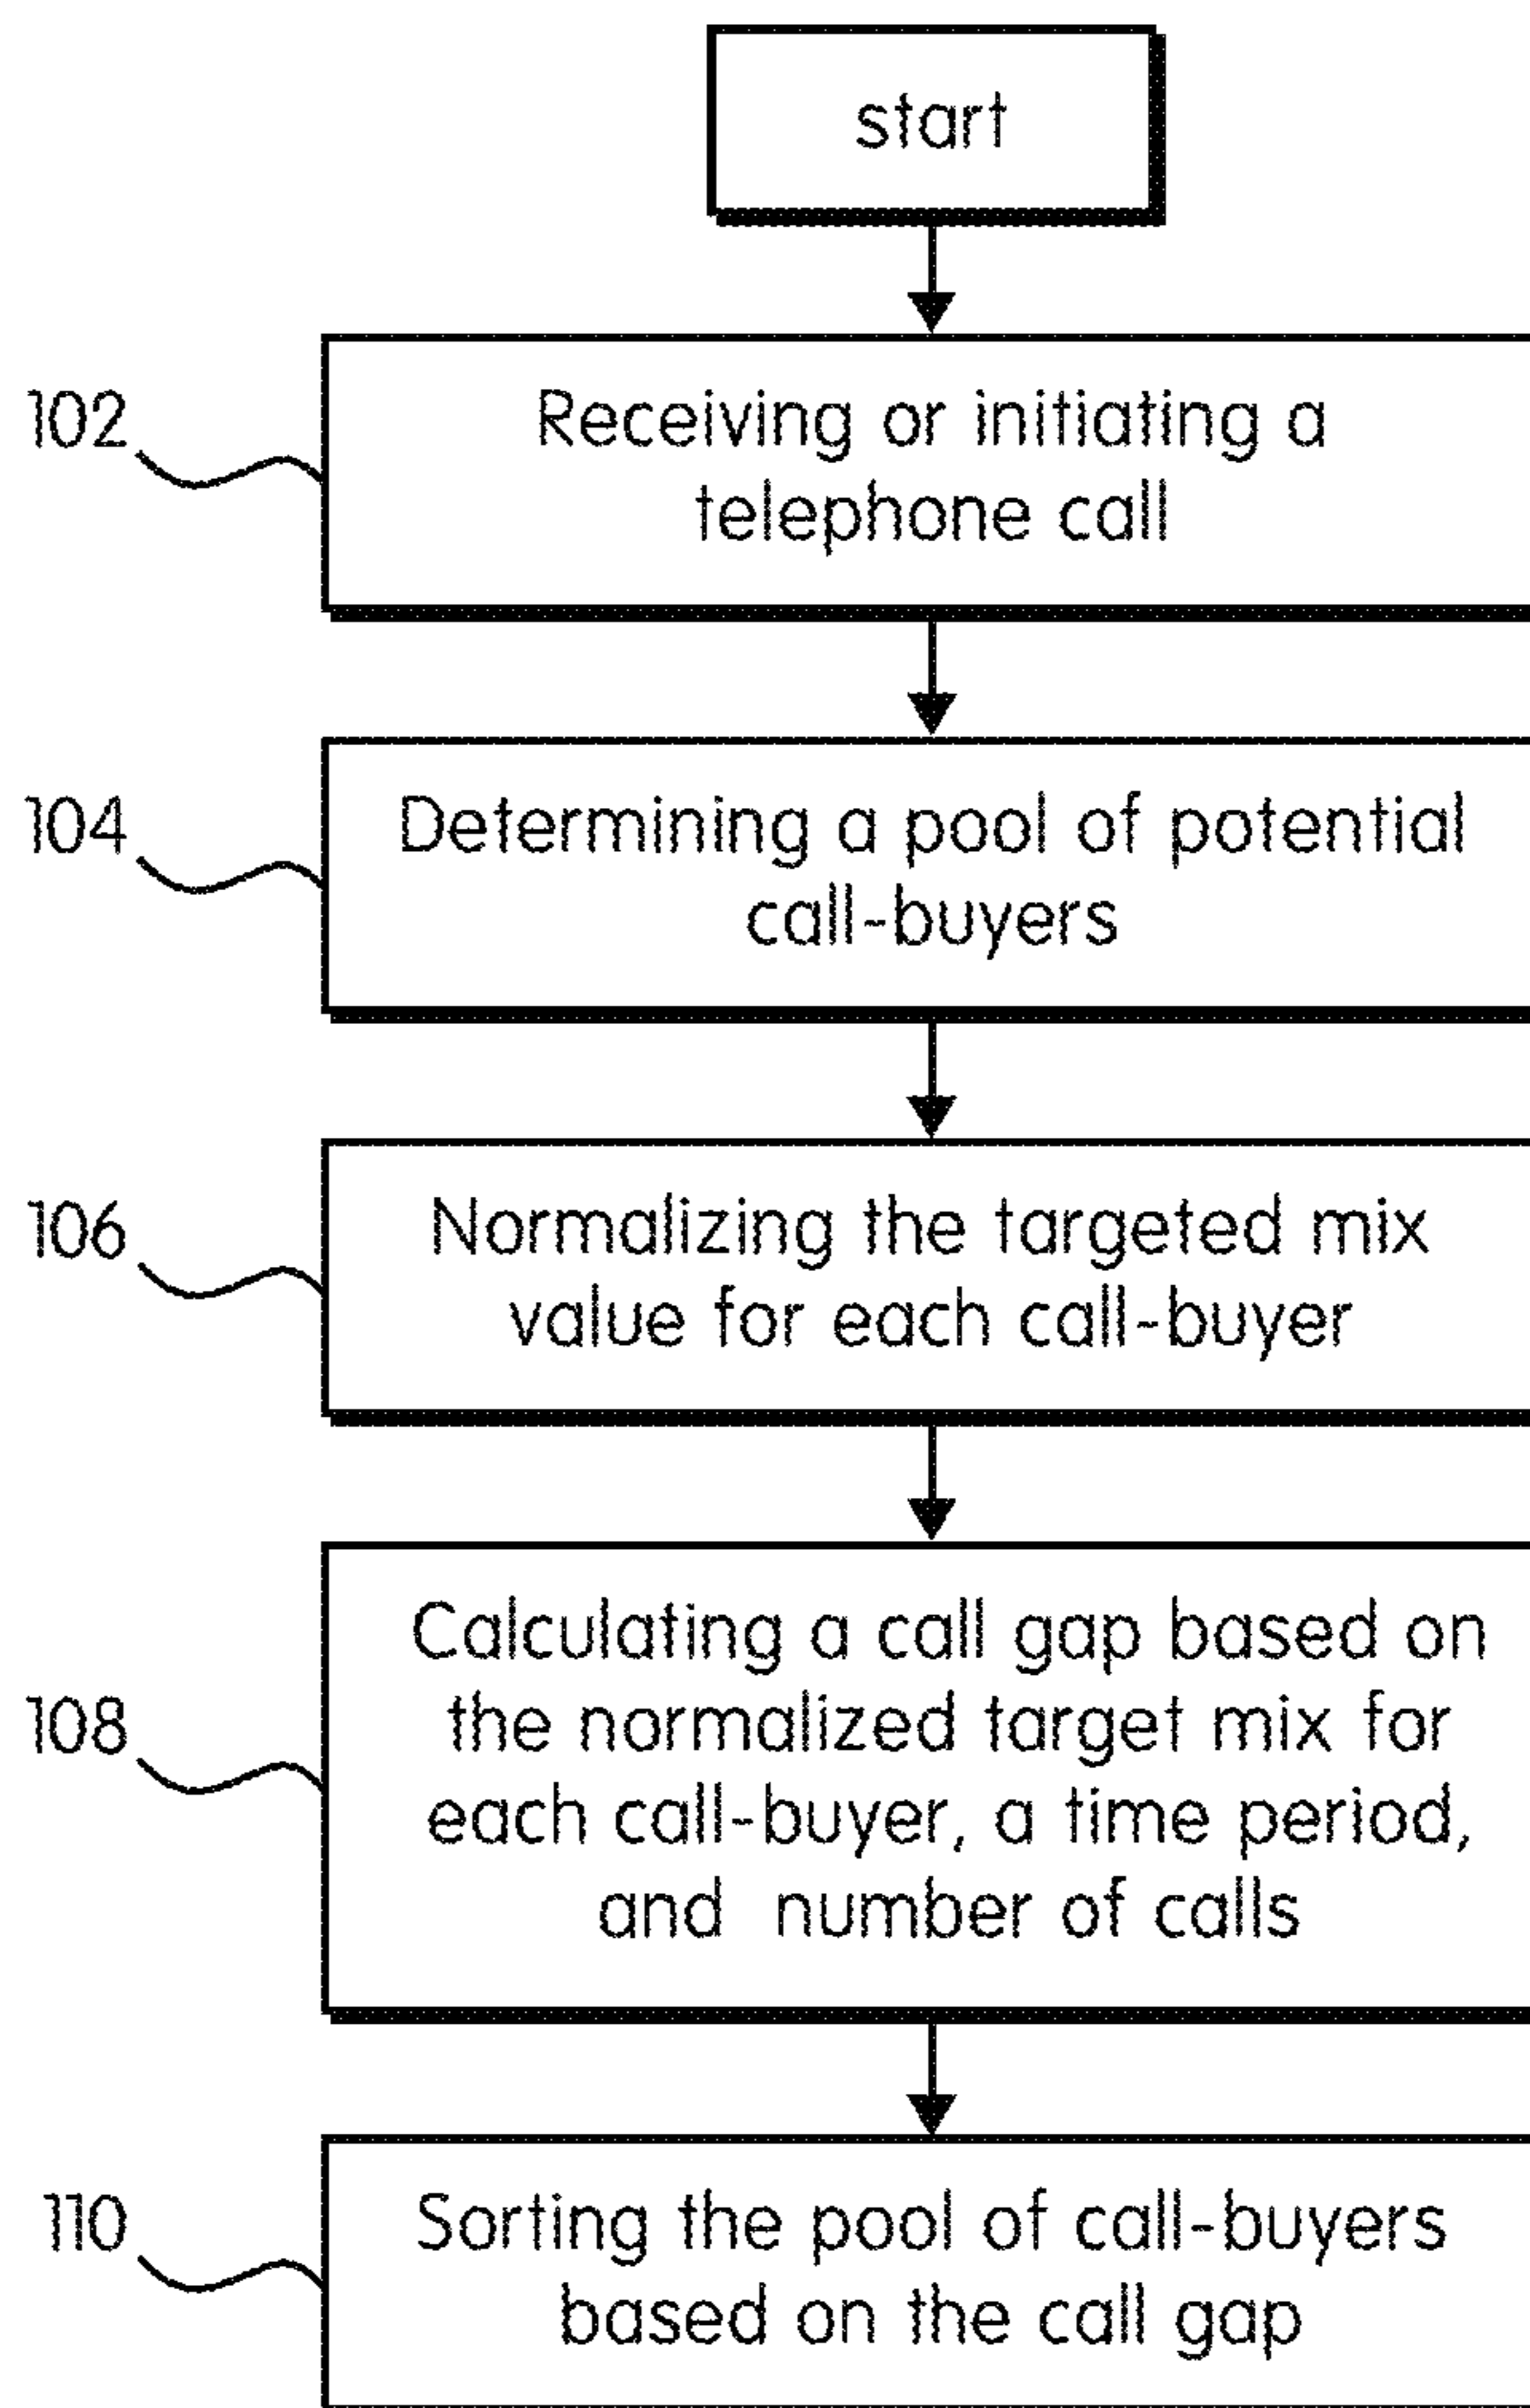 start
102
Receiving or initiating a
telephone call
104
Determining a pool of potential
call-buyers
106
Normalizing the targeted mix
value for each call-buyer
108
Calculating a call gap based on
the normalized target mix for
each call-buyer, a time period,
and number of calls
110
Sorting the pool of call-buyers
based on the call gap